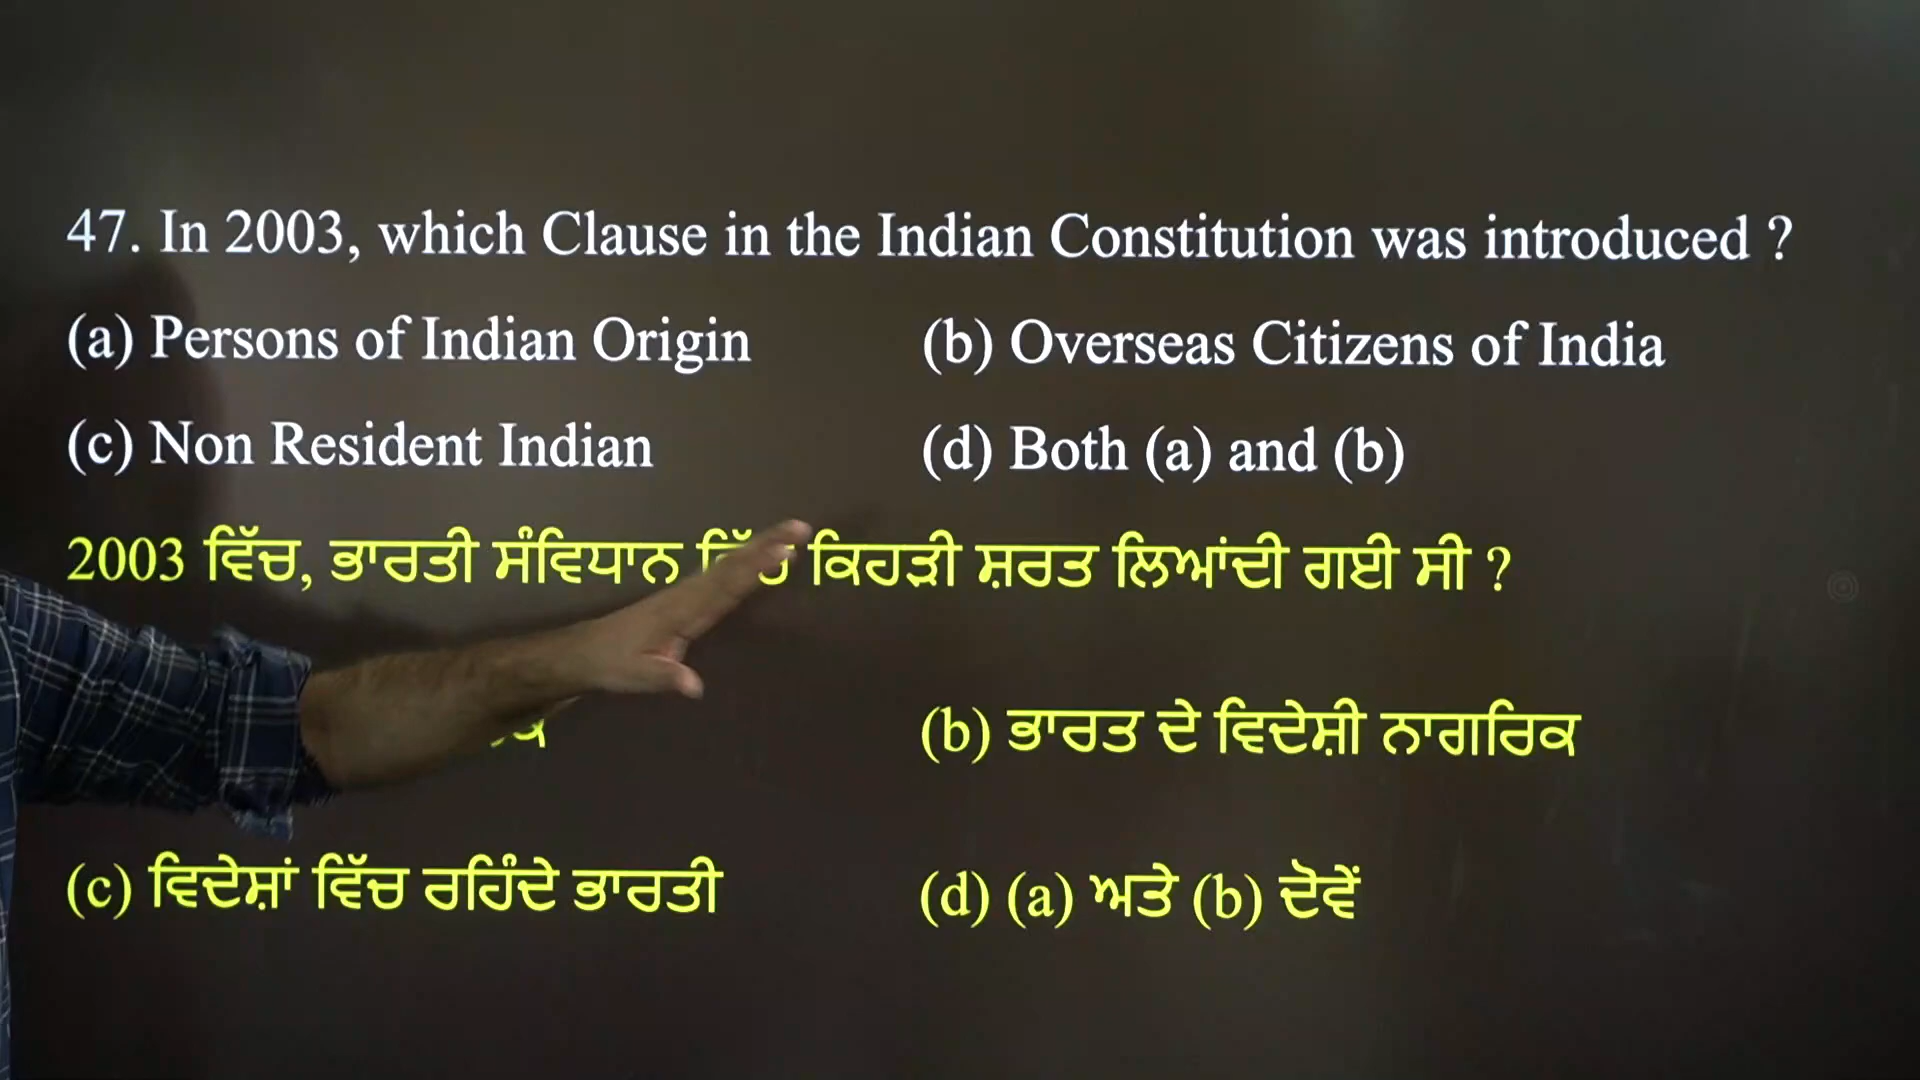 47. In 2003, which Clause in the Indian Constitution was introduced ?
(a) Persons of Indian Origin (b) Overseas Citizens of India
(c) Non Resident Indian (d) Both (a) and (b)
2003 ਵਿੱਚ, ਭਾਰਤੀ ਸੰਵਿਧਾਨ ਕਿਹੜੀ ਸ਼ਰਤ ਲਿਆਂਦੀ ਗਈ ਸੀ ?
(b) ਭਾਰਤ ਦੇ ਵਿਦੇਸ਼ੀ ਨਾਗਰਿਕ
(c) ਵਿਦੇਸ਼ਾਂ ਵਿੱਚ ਰਹਿੰਦੇ ਭਾਰਤੀ (d) (a) ਅਤੇ (b) ਦੋਵੇਂ